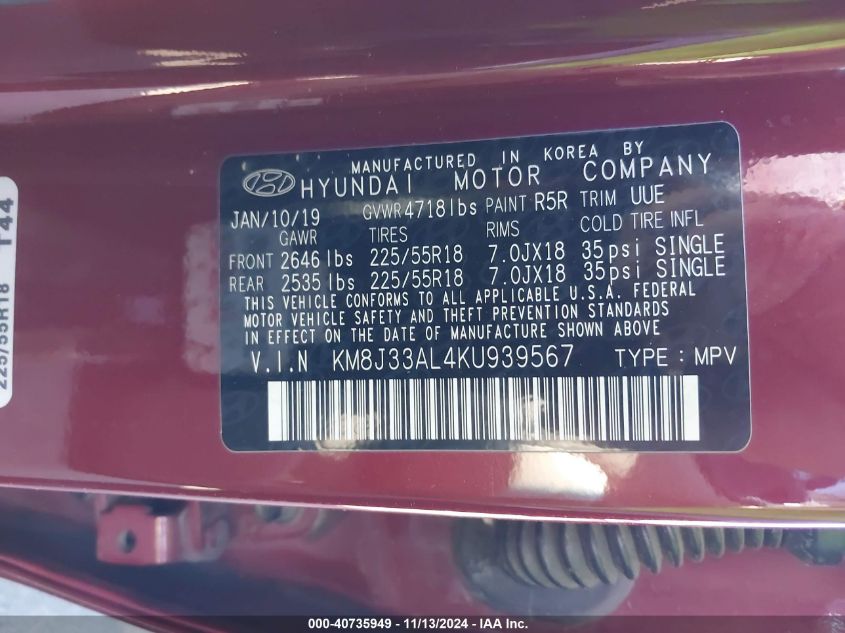 MANUFACTURED IN KOREA BY
HYUNDAI MOTOR COMPANY
JAN/10/19 GVWR 4718 lbs PAINT R5R TRIM UUE
GAWR TIRES RIMS COLD TIRE INFL
FRONT 2646 lbs 225/55R18 7.0JX18 35psi SINGLE
REAR 2535 lbs 225/55R18 7.0JX18 35psi SINGLE
THIS VEHICLE CONFORMS TO ALL APPLICABLE U.S.A. FEDERAL
MOTOR VEHICLE SAFETY AND THEFT PREVENTION STANDARDS
IN EFFECT ON THE DATE OF MANUFACTURE SHOWN ABOVE
V.I.N KM8J33AL4KU939567 TYPE : MPV
225/55R18 T44
000-40735949 - 11/13/2024 - IAA Inc.